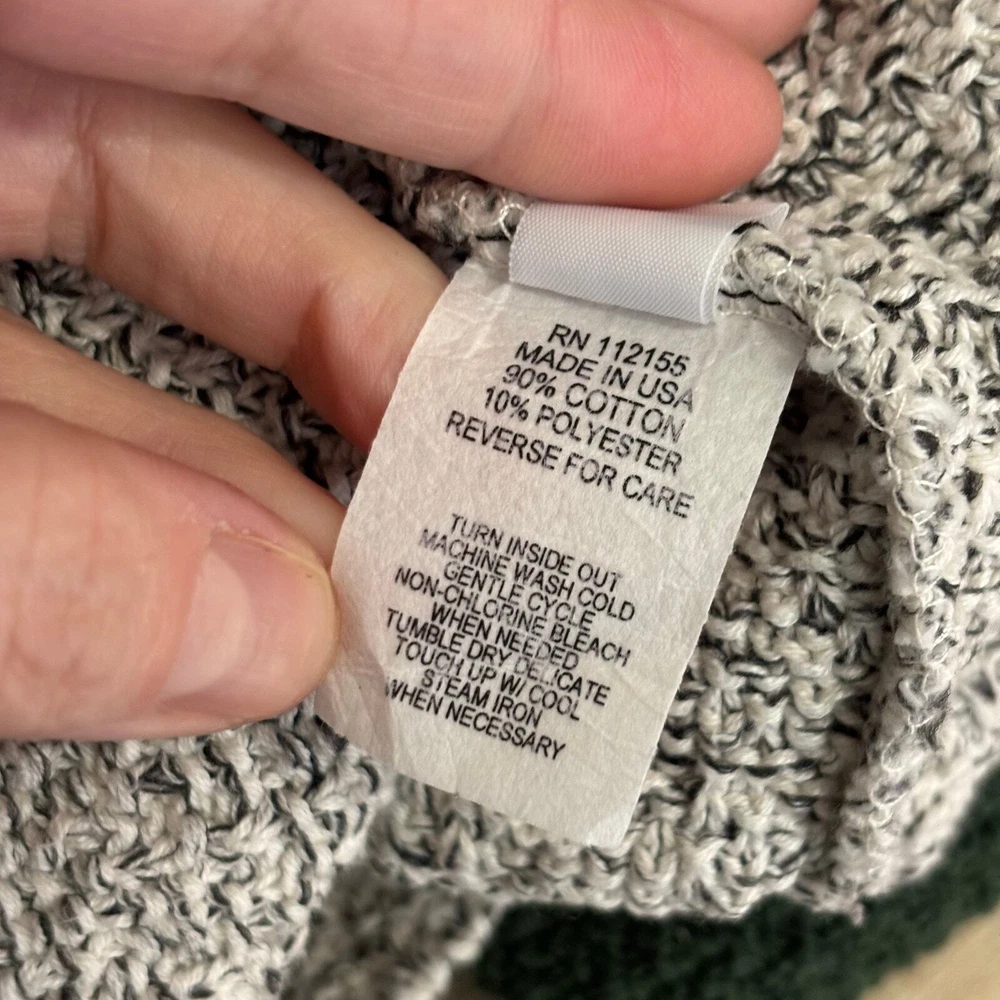 RN 112155
MADE IN USA
90% COTTON
10% POLYESTER
REVERSE FOR CARE
TURN INSIDE OUT
MACHINE WASH COLD
GENTLE CYCLE
NON-CHLORINE BLEACH
WHEN NEEDED
TUMBLE DRY DELICATE
TOUCH UP W/ COOL
STEAM IRON
WHEN NECESSARY